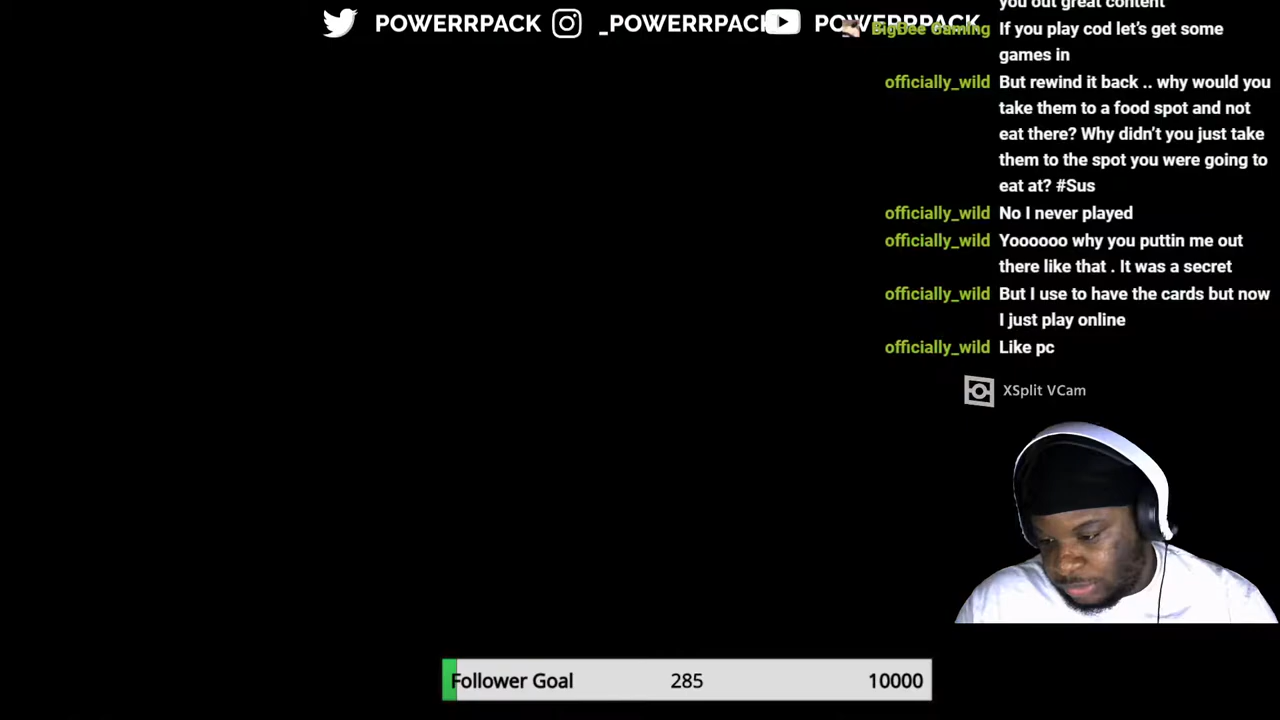 POWERRPACK _POWERRPACK POWERRPACK
you out great content
BigDee Gaming If you play cod let's get some
games in
officially_wild But rewind it back .. why would you
take them to a food spot and not
eat there? Why didn't you just take
them to the spot you were going to
eat at? #Sus
officially_wild No I never played
officially_wild Yoooooo why you puttin me out
there like that . It was a secret
officially_wild But I use to have the cards but now
I just play online
officially_wild Like pc
XSplit VCam
Follower Goal 285 10000